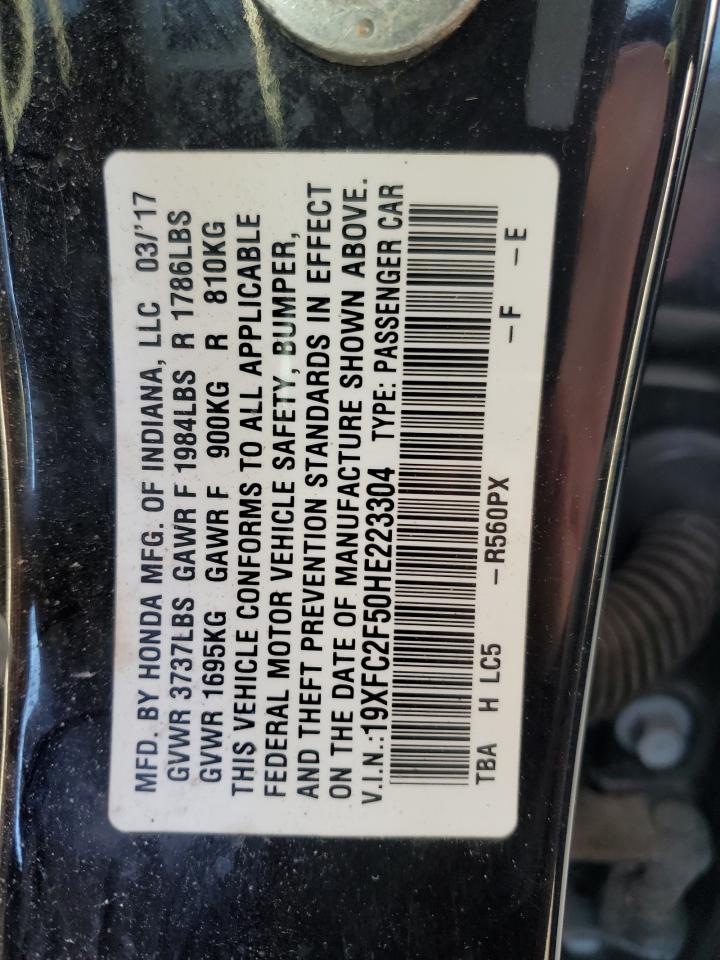 MFD. BY HONDA MFG. OF INDIANA, LLC 03/'17
GVWR 3737LBS GAWR F 1984LBS R 1786LBS
GVWR 1695KG GAWR F 900KG R 810KG
THIS VEHICLE CONFORMS TO ALL APPLICABLE
FEDERAL MOTOR VEHICLE SAFETY, BUMPER,
AND THEFT PREVENTION STANDARDS IN EFFECT
ON THE DATE OF MANUFACTURE SHOWN ABOVE.
V.I.N.:19XFC2F50HE223304 TYPE: PASSENGER CAR
TBA H LC5 -R560PX -F -E